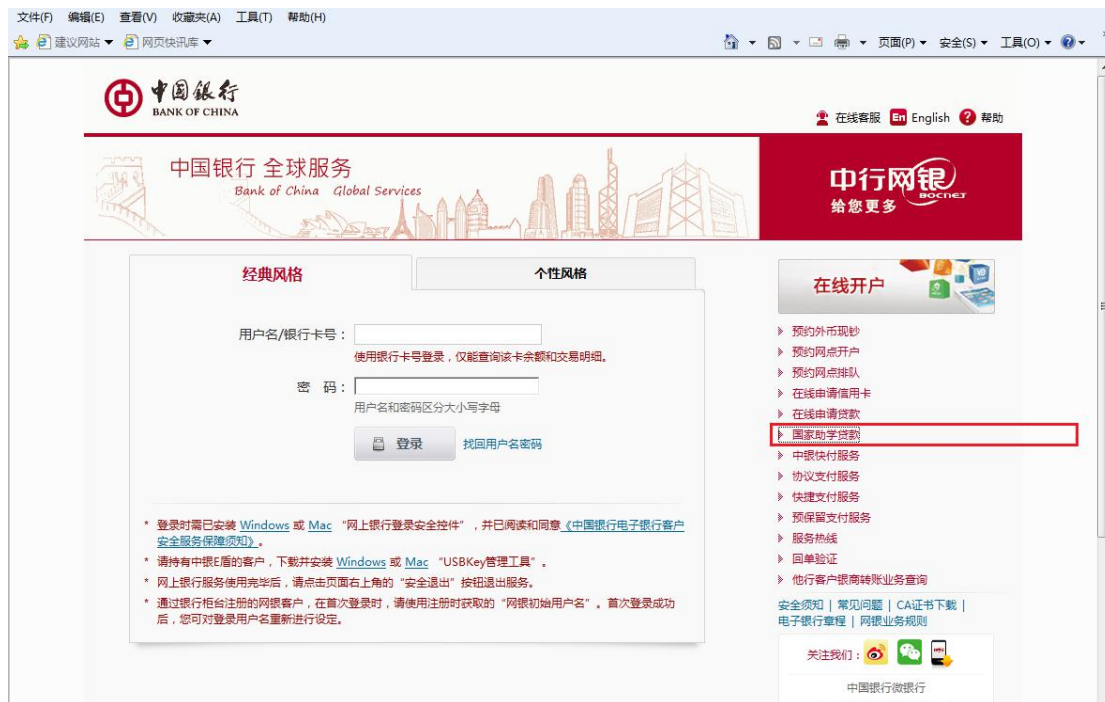 文件(F) 编辑(E) 查看(V) 收藏夹(A) 工具(T) 帮助(H)
建议网站 网页快讯库 页面(P) 安全(S) 工具(O)
中国銀行
BANK OF CHINA
在线客服 En English ? 帮助
中国银行 全球服务
Bank of China Global Services
中行网银
BOCNET
给您更多
经典风格 个性风格
用户名/银行卡号：
使用银行卡号登录，仅能查询该卡余额和交易明细。
密 码：
用户名和密码区分大小写字母
登录 找回用户名密码
* 登录时需已安装 Windows 或 Mac “网上银行登录安全控件”，并已阅读和同意《中国银行电子银行客户
安全服务保障须知》。
* 请持有中银E盾的客户，下载并安装 Windows 或 Mac “USBKey管理工具”。
* 网上银行服务使用完毕后，请点击页面右上角的“安全退出”按钮退出服务。
* 通过银行柜台注册的网银客户，在首次登录时，请使用注册时获取的“网银初始用户名”。首次登录成功
后，您可对登录用户名重新进行设定。
在线开户
预约外币现钞
预约网点开户
预约网点排队
在线申请信用卡
在线申请贷款
国家助学贷款
中银快付服务
协议支付服务
快捷支付服务
预保留支付服务
服务热线
回单验证
他行客户银商转账业务查询
安全须知 | 常见问题 | CA证书下载 |
电子银行章程 | 网银业务规则
关注我们：
中国银行微银行